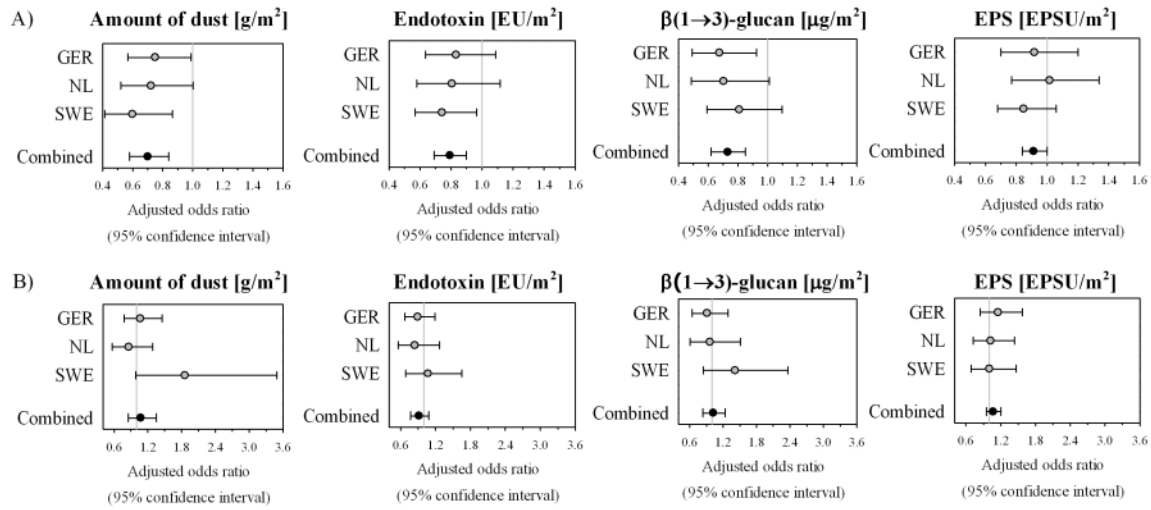 A)
Amount of dust [g/m²]
GER
NL
SWE
Combined
0.4 0.6 0.8 1.0 1.2 1.4 1.6
Adjusted odds ratio
(95% confidence interval)
Endotoxin [EU/m²]
GER
NL
SWE
Combined
0.4 0.6 0.8 1.0 1.2 1.4 1.6
Adjusted odds ratio
(95% confidence interval)
β(1→3)-glucan [µg/m²]
GER
NL
SWE
Combined
0.4 0.6 0.8 1.0 1.2 1.4 1.6
Adjusted odds ratio
(95% confidence interval)
EPS [EPSU/m²]
GER
NL
SWE
Combined
0.4 0.6 0.8 1.0 1.2 1.4 1.6
Adjusted odds ratio
(95% confidence interval)
B)
Amount of dust [g/m²]
GER
NL
SWE
Combined
0.6 1.2 1.8 2.4 3.0 3.6
Adjusted odds ratio
(95% confidence interval)
Endotoxin [EU/m²]
GER
NL
SWE
Combined
0.6 1.2 1.8 2.4 3.0 3.6
Adjusted odds ratio
(95% confidence interval)
β(1→3)-glucan [µg/m²]
GER
NL
SWE
Combined
0.6 1.2 1.8 2.4 3.0 3.6
Adjusted odds ratio
(95% confidence interval)
EPS [EPSU/m²]
GER
NL
SWE
Combined
0.6 1.2 1.8 2.4 3.0 3.6
Adjusted odds ratio
(95% confidence interval)